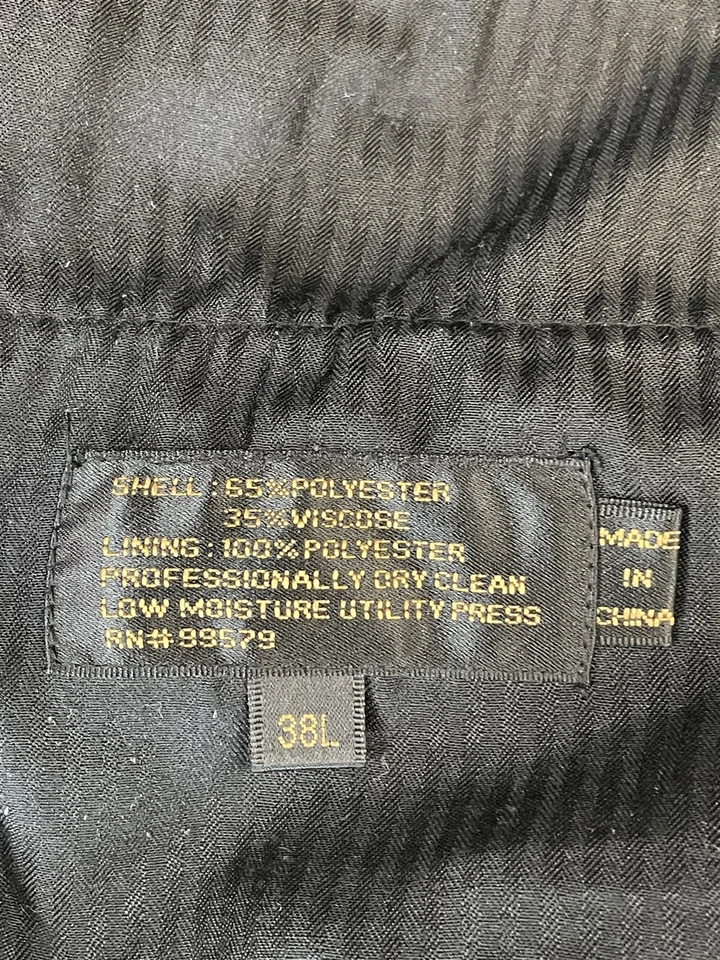 SHELL : 65%POLYESTER
35%VISCOSE
LINING : 100%POLYESTER
PROFESSIONALLY DRY CLEAN
LOW MOISTURE UTILITY PRESS
RN#99579
MADE
IN
CHINA
38L